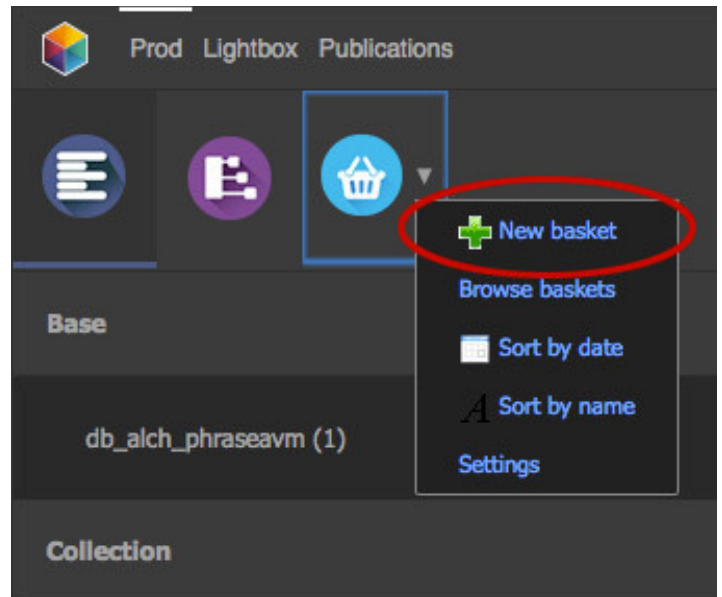 Prod Lightbox Publications
New basket
Browse baskets
Base
Sort by date
Sort by name
db_alch_phraseavm (1)
Settings
Collection